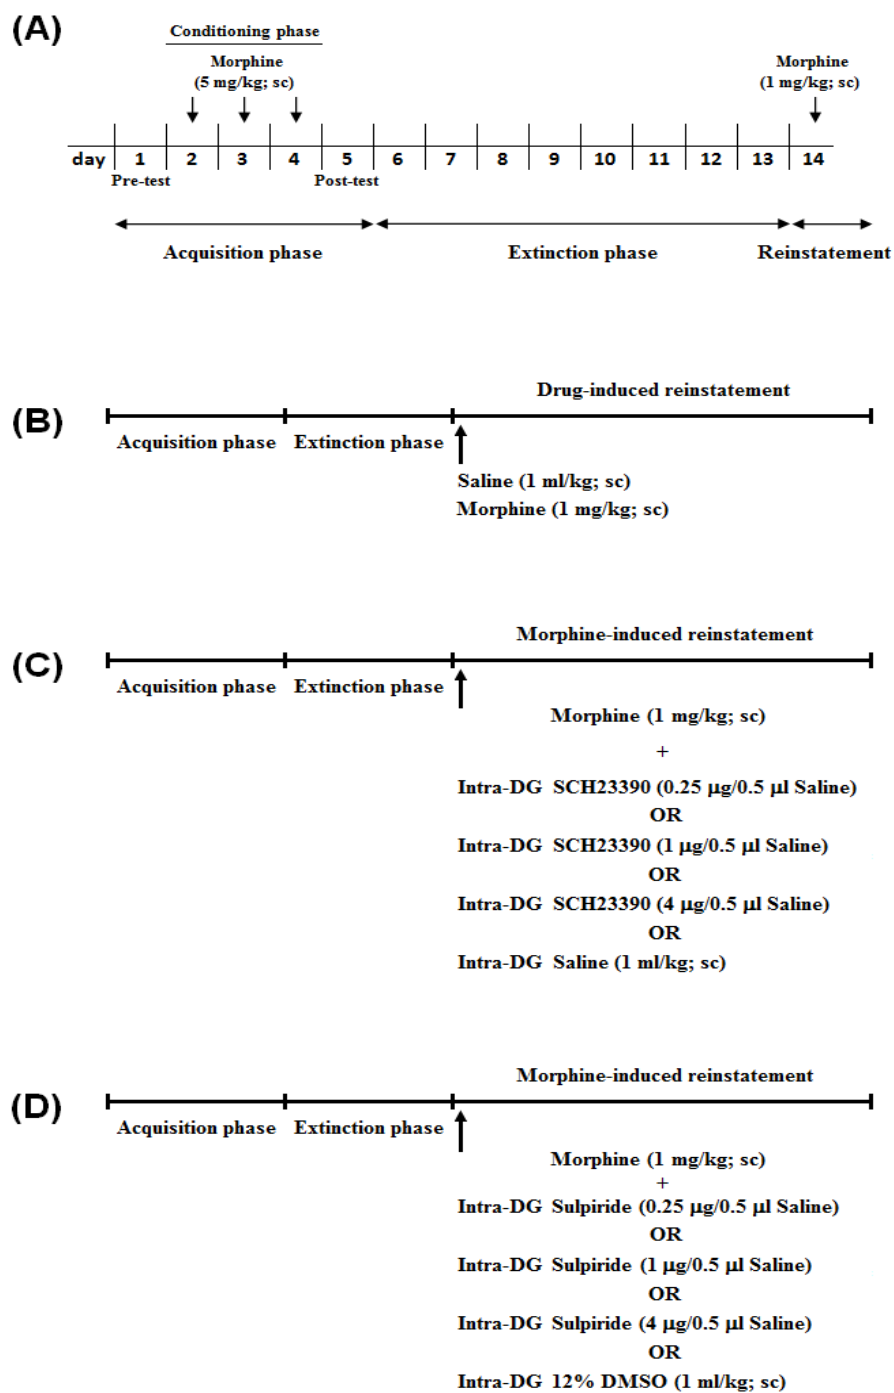 (A)
Conditioning phase
Morphine
(5 mg/kg; sc)
Morphine
(1 mg/kg; sc)
day 1 2 3 4 5 6 7 8 9 10 11 12 13 14
Pre-test Post-test
Acquisition phase Extinction phase Reinstatement
(B)
Drug-induced reinstatement
Acquisition phase Extinction phase
Saline (1 ml/kg; sc)
Morphine (1 mg/kg; sc)
(C)
Morphine-induced reinstatement
Acquisition phase Extinction phase
Morphine (1 mg/kg; sc)
+
Intra-DG SCH23390 (0.25 µg/0.5 µl Saline)
OR
Intra-DG SCH23390 (1 µg/0.5 µl Saline)
OR
Intra-DG SCH23390 (4 µg/0.5 µl Saline)
OR
Intra-DG Saline (1 ml/kg; sc)
(D)
Morphine-induced reinstatement
Acquisition phase Extinction phase
Morphine (1 mg/kg; sc)
+
Intra-DG Sulpiride (0.25 µg/0.5 µl Saline)
OR
Intra-DG Sulpiride (1 µg/0.5 µl Saline)
OR
Intra-DG Sulpiride (4 µg/0.5 µl Saline)
OR
Intra-DG 12% DMSO (1 ml/kg; sc)